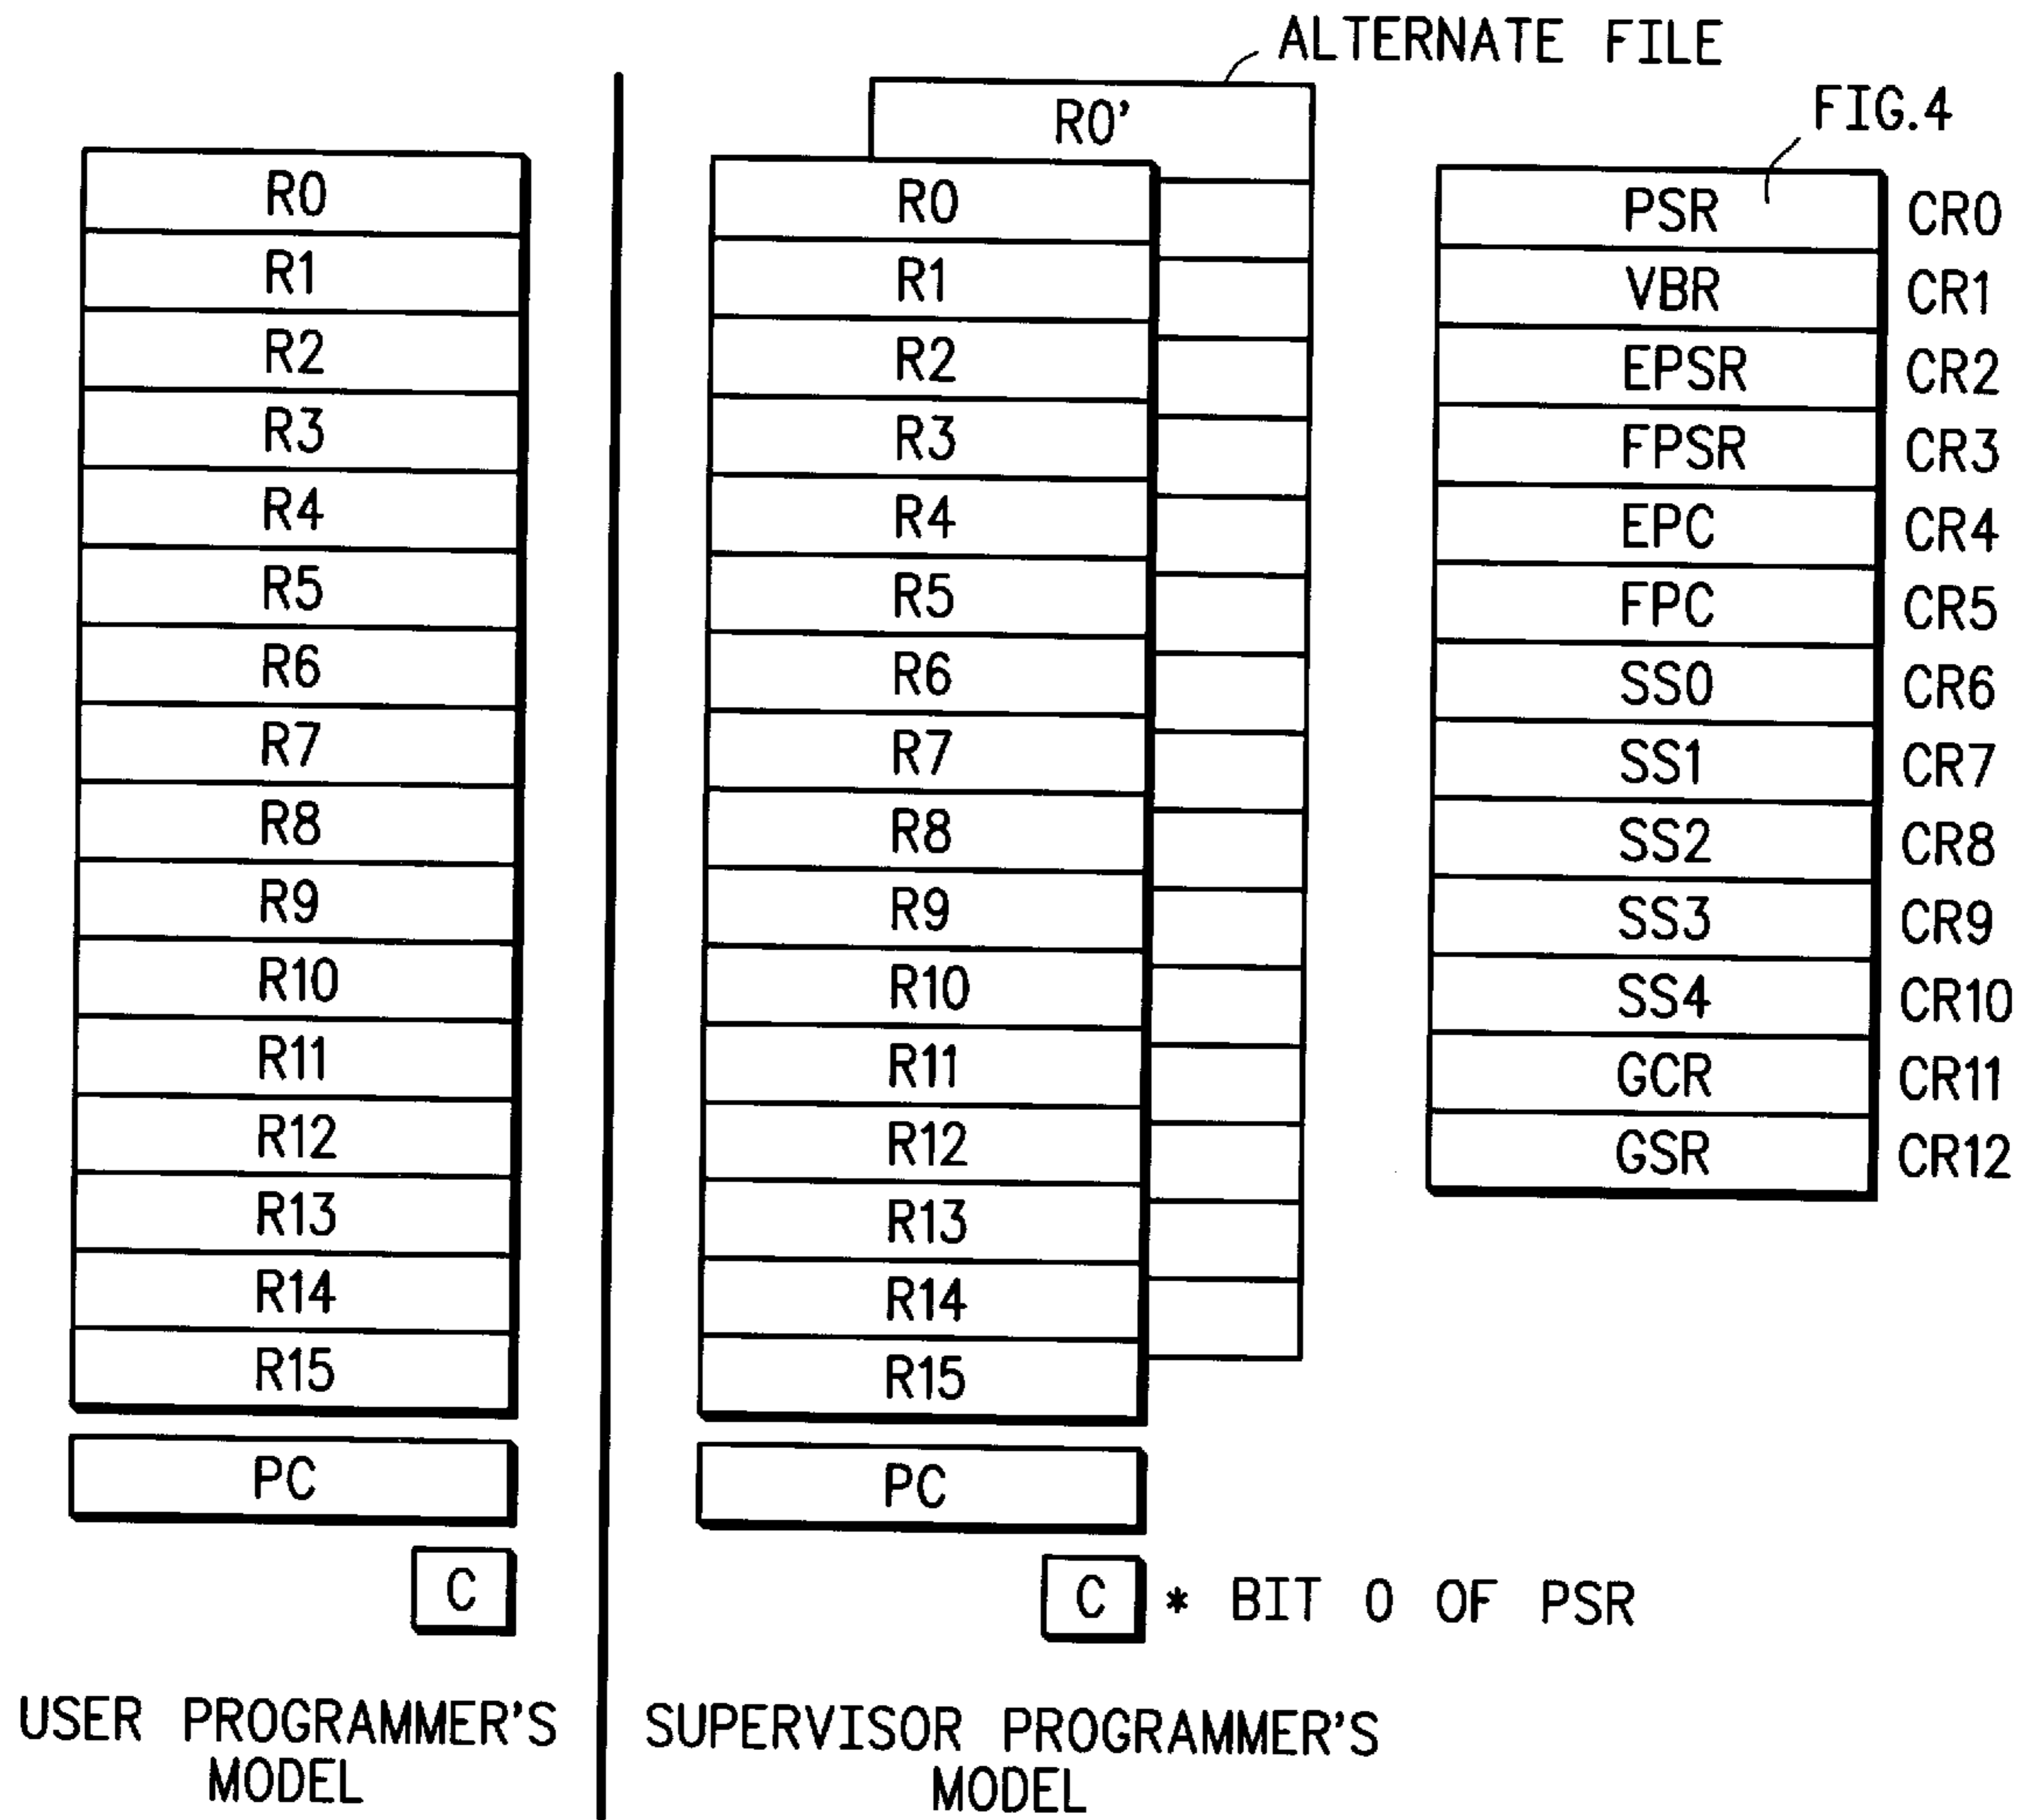 ALTERNATE FILE
R0'
FIG.4
R0
R1
R2
R3
R4
R5
R6
R7
R8
R9
R10
R11
R12
R13
R14
R15
PC
C
USER PROGRAMMER'S
MODEL
R0
R1
R2
R3
R4
R5
R6
R7
R8
R9
R10
R11
R12
R13
R14
R15
PC
C * BIT 0 OF PSR
SUPERVISOR PROGRAMMER'S
MODEL
PSR CR0
VBR CR1
EPSR CR2
FPSR CR3
EPC CR4
FPC CR5
SS0 CR6
SS1 CR7
SS2 CR8
SS3 CR9
SS4 CR10
GCR CR11
GSR CR12